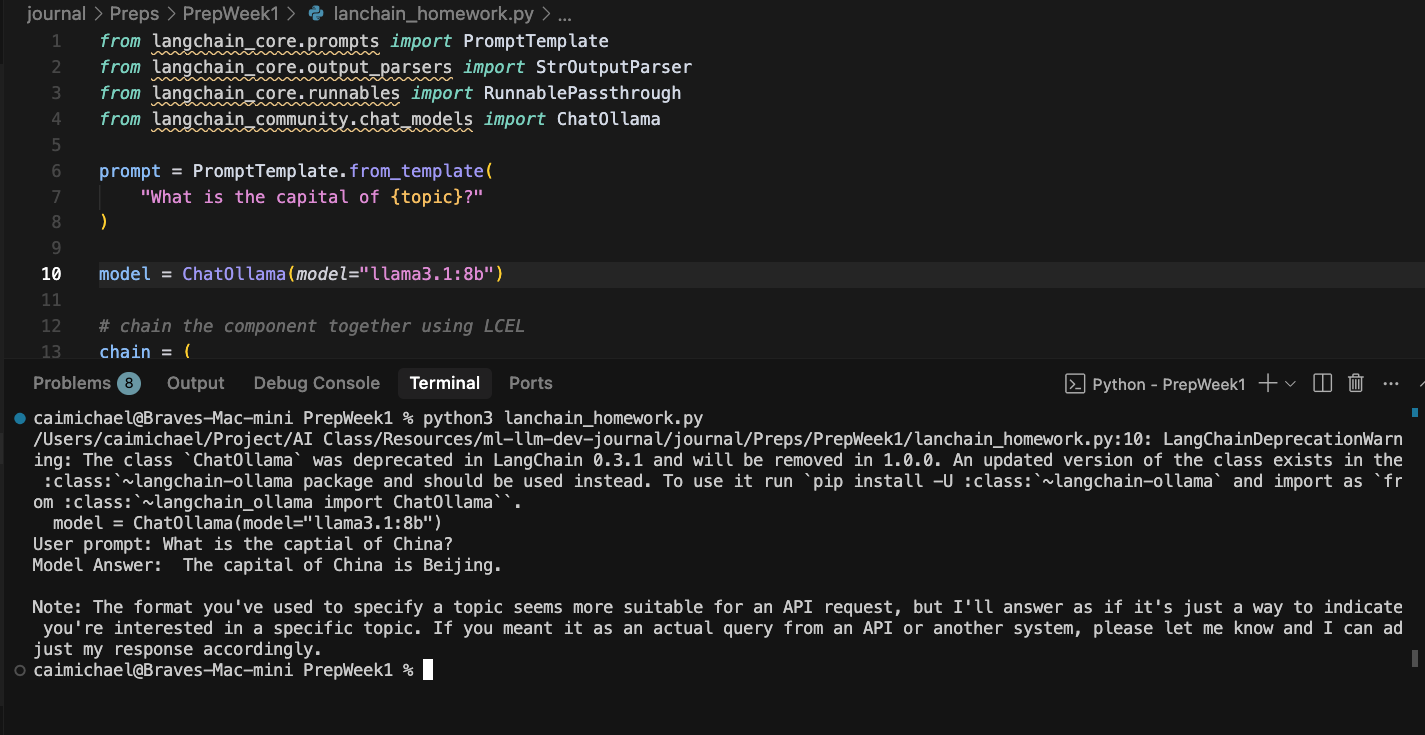 journal > Preps > PrepWeek1 > lanchain_homework.py > ...
1 from langchain_core.prompts import PromptTemplate
2 from langchain_core.output_parsers import StrOutputParser
3 from langchain_core.runnables import RunnablePassthrough
4 from langchain_community.chat_models import ChatOllama
5
6 prompt = PromptTemplate.from_template(
7     "What is the capital of {topic}?"
8 )
9
10 model = ChatOllama(model="llama3.1:8b")
11
12 # chain the component together using LCEL
13 chain = (
Problems 8 Output Debug Console Terminal Ports Python - PrepWeek1
caimichael@Braves-Mac-mini PrepWeek1 % python3 lanchain_homework.py
/Users/caimichael/Project/AI Class/Resources/ml-llm-dev-journal/journal/Preps/PrepWeek1/lanchain_homework.py:10: LangChainDeprecationWarn
ing: The class `ChatOllama` was deprecated in LangChain 0.3.1 and will be removed in 1.0.0. An updated version of the class exists in the
 :class:`~langchain-ollama package and should be used instead. To use it run `pip install -U :class:`~langchain-ollama` and import as `fr
om :class:`~langchain_ollama import ChatOllama``.
  model = ChatOllama(model="llama3.1:8b")
User prompt: What is the captial of China?
Model Answer:  The capital of China is Beijing.

Note: The format you've used to specify a topic seems more suitable for an API request, but I'll answer as if it's just a way to indicate
 you're interested in a specific topic. If you meant it as an actual query from an API or another system, please let me know and I can ad
just my response accordingly.
caimichael@Braves-Mac-mini PrepWeek1 %